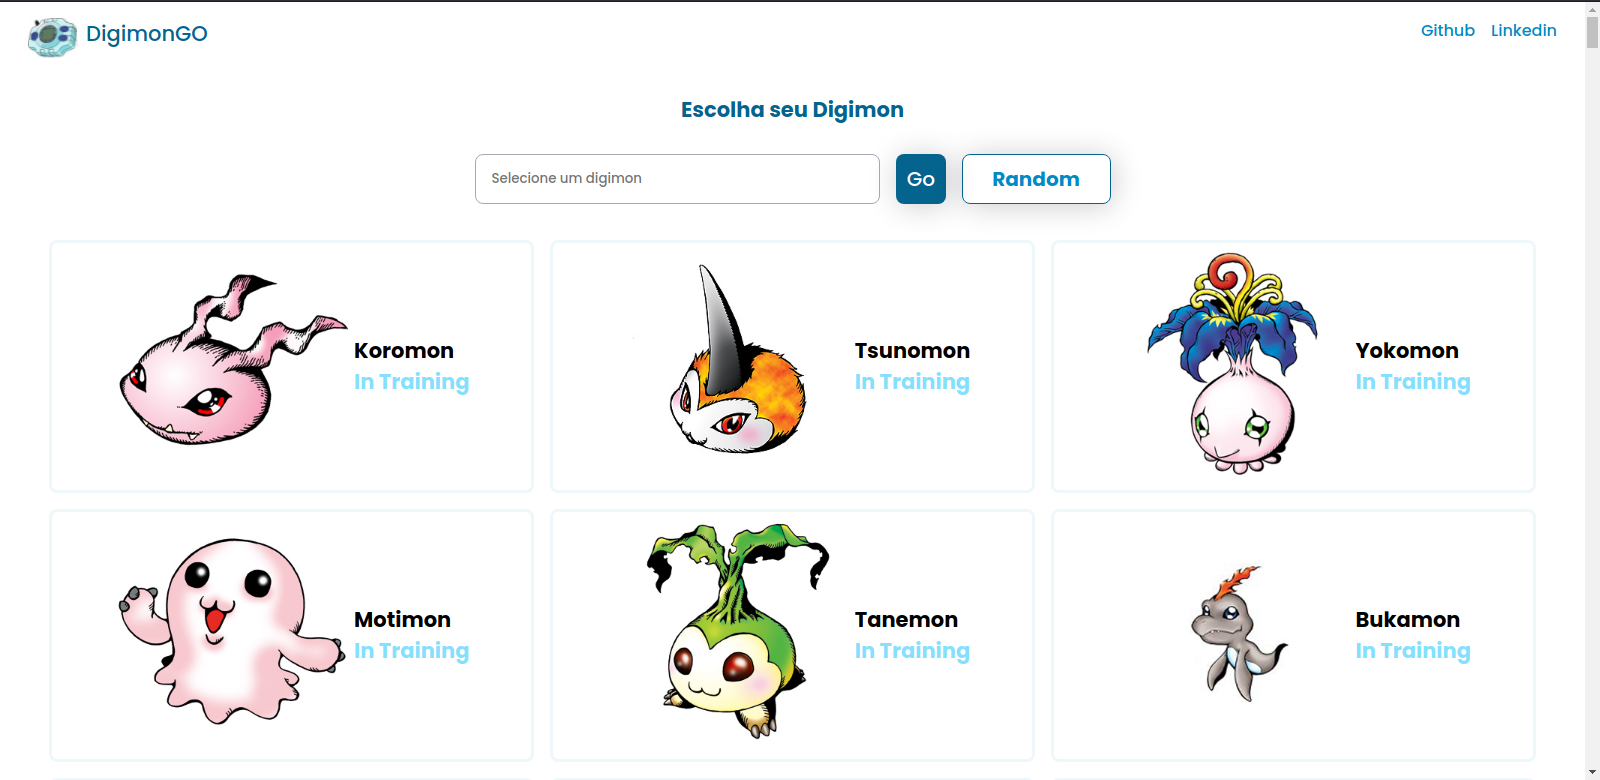 DigimonGO
Github Linkedin
Escolha seu Digimon
Selecione um digimon
Go
Random
Koromon
In Training
Tsunomon
In Training
Yokomon
In Training
Motimon
In Training
Tanemon
In Training
Bukamon
In Training